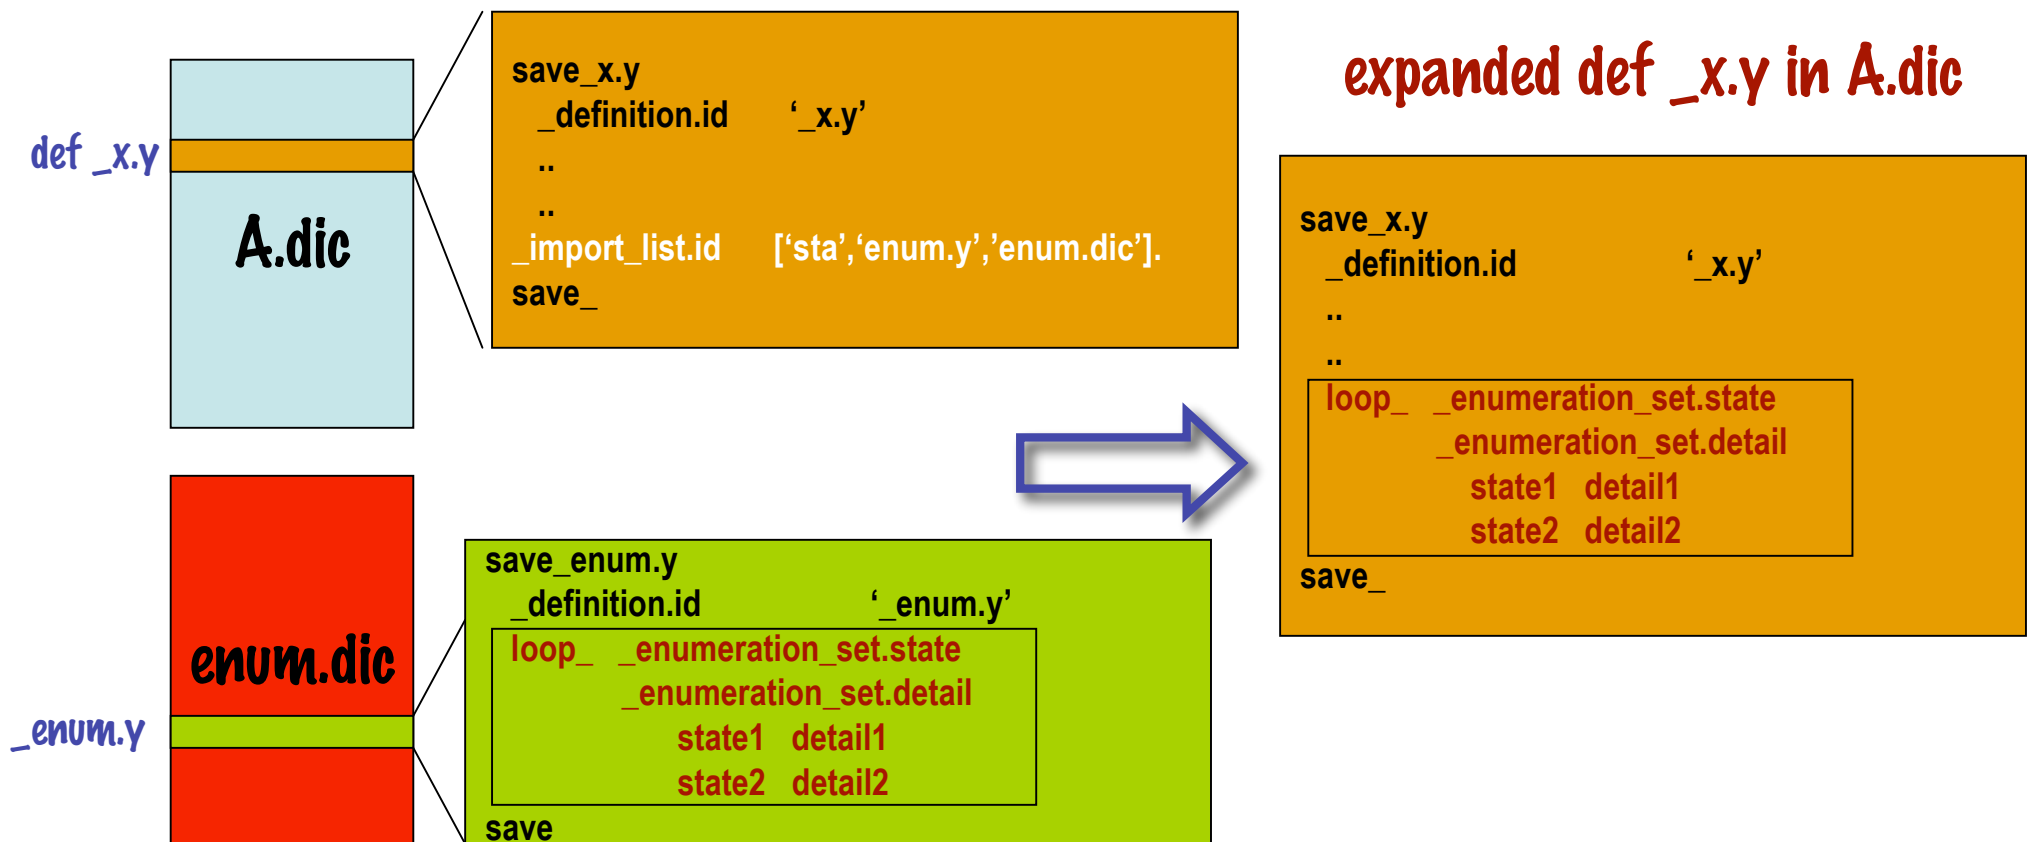 def _x.y
A.dic
save_x.y
_definition.id ‘_x.y’
..
..
_import_list.id [‘sta’,‘enum.y’,’enum.dic’].
save_
expanded def _x.y in A.dic
save_x.y
_definition.id ‘_x.y’
..
..
loop_ _enumeration_set.state
_enumeration_set.detail
state1 detail1
state2 detail2
save_
enum.dic
_enum.y
save_enum.y
_definition.id ‘_enum.y’
loop_ _enumeration_set.state
_enumeration_set.detail
state1 detail1
state2 detail2
save